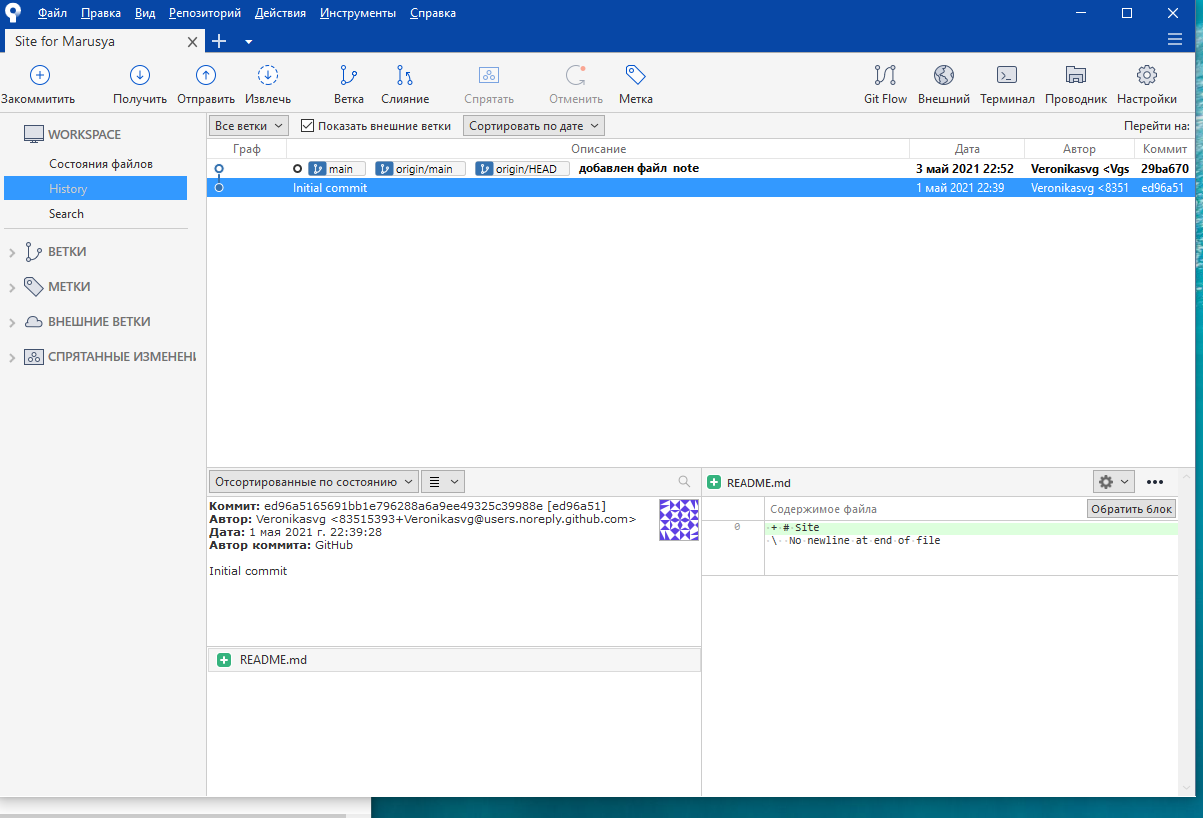 Файл Правка Вид Репозиторий Действия Инструменты Справка
Site for Marusya
Закоммитить Получить Отправить Извлечь Ветка Слияние Спрятать Отменить Метка Git Flow Внешний Терминал Проводник Настройки
WORKSPACE
Состояния файлов
History
Search
ВЕТКИ
МЕТКИ
ВНЕШНИЕ ВЕТКИ
СПРЯТАННЫЕ ИЗМЕНЕНИ
Все ветки Показать внешние ветки Сортировать по дате Перейти на:
Граф Описание Дата Автор Коммит
main origin/main origin/HEAD добавлен файл note 3 май 2021 22:52 Veronikasvg <Vgs 29ba670
Initial commit 1 май 2021 22:39 Veronikasvg <8351 ed96a51
Отсортированные по состоянию
Коммит: ed96a5165691bb1e796288a6a9ee49325c39988e [ed96a51]
Автор: Veronikasvg <83515393+Veronikasvg@users.noreply.github.com>
Дата: 1 мая 2021 г. 22:39:28
Автор коммита: GitHub
Initial commit
README.md
README.md
Содержимое файла Обратить блок
0 + # Site
\ No newline at end of file